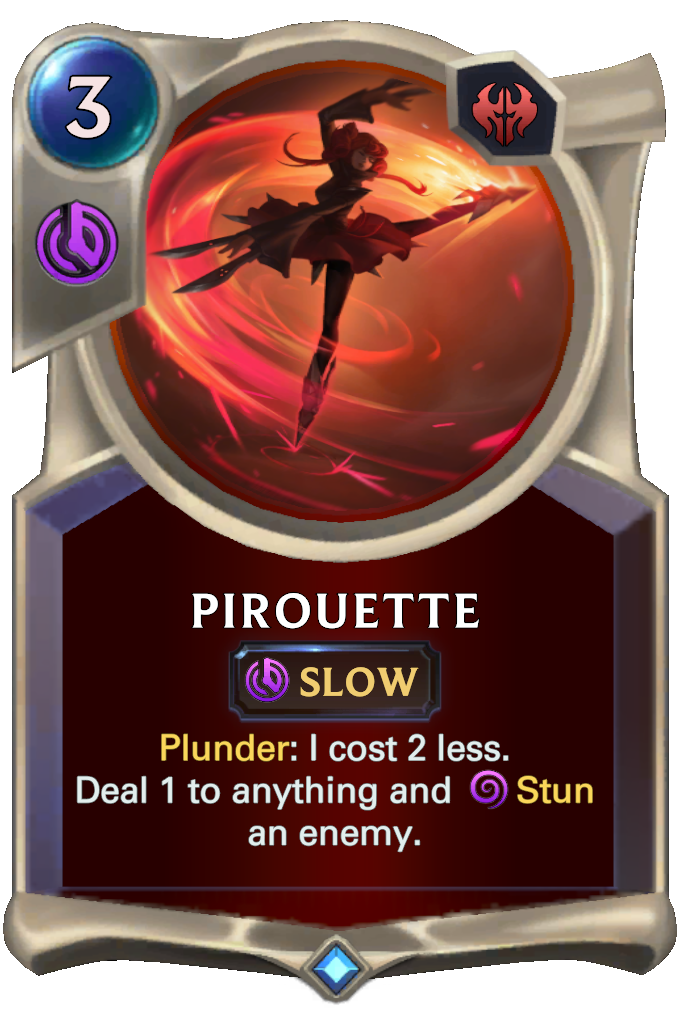 3
PIROUETTE
SLOW
Plunder: I cost 2 less.
Deal 1 to anything and Stun
an enemy.